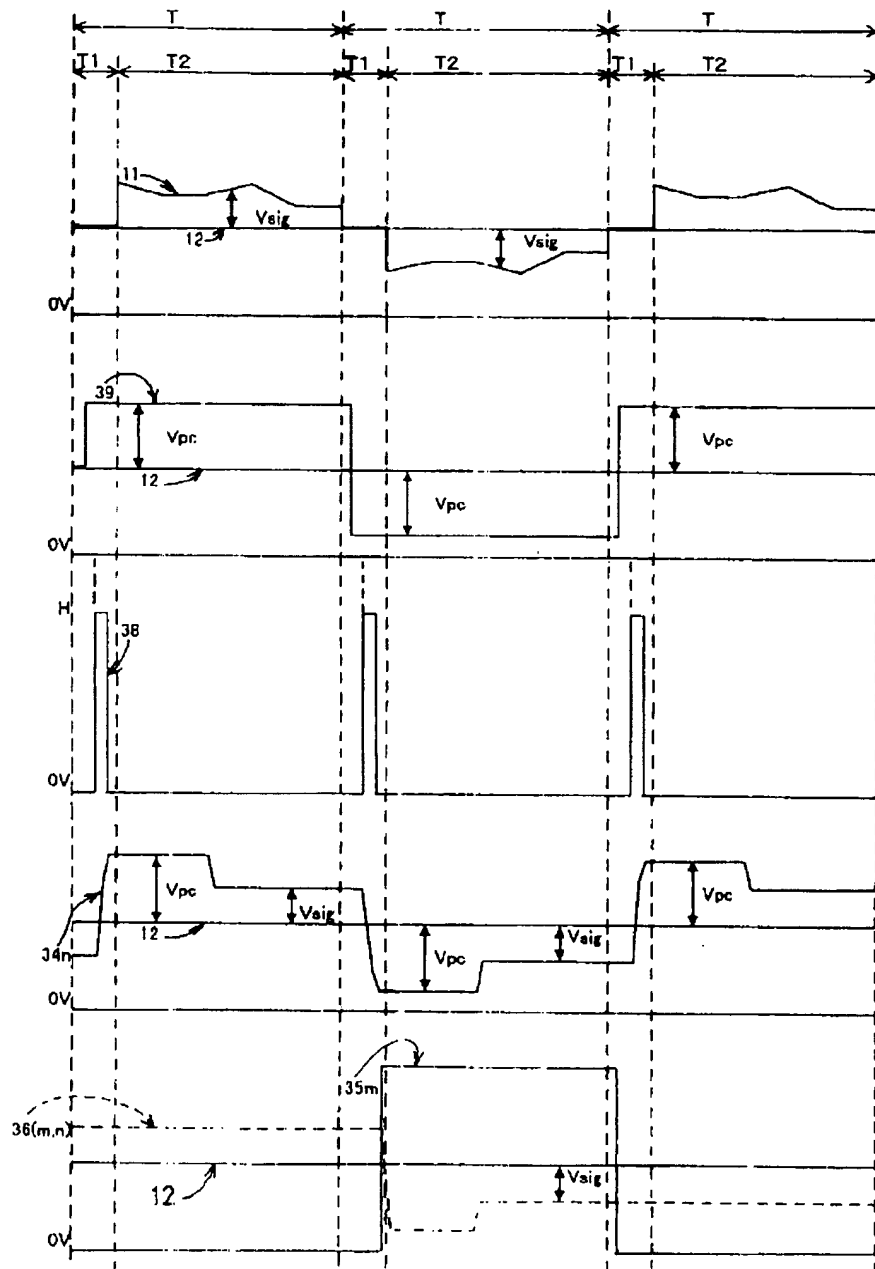 T T T
T1 T2 T1 T2 T1 T2
11
Vsig
12
Vsig
0V
39
Vpc
Vpc
12
Vpc
0V
H
38
0V
Vpc
Vsig
Vpc
12
Vsig
34n
Vpc
0V
35m
36(m,n)
Vsig
12
0V